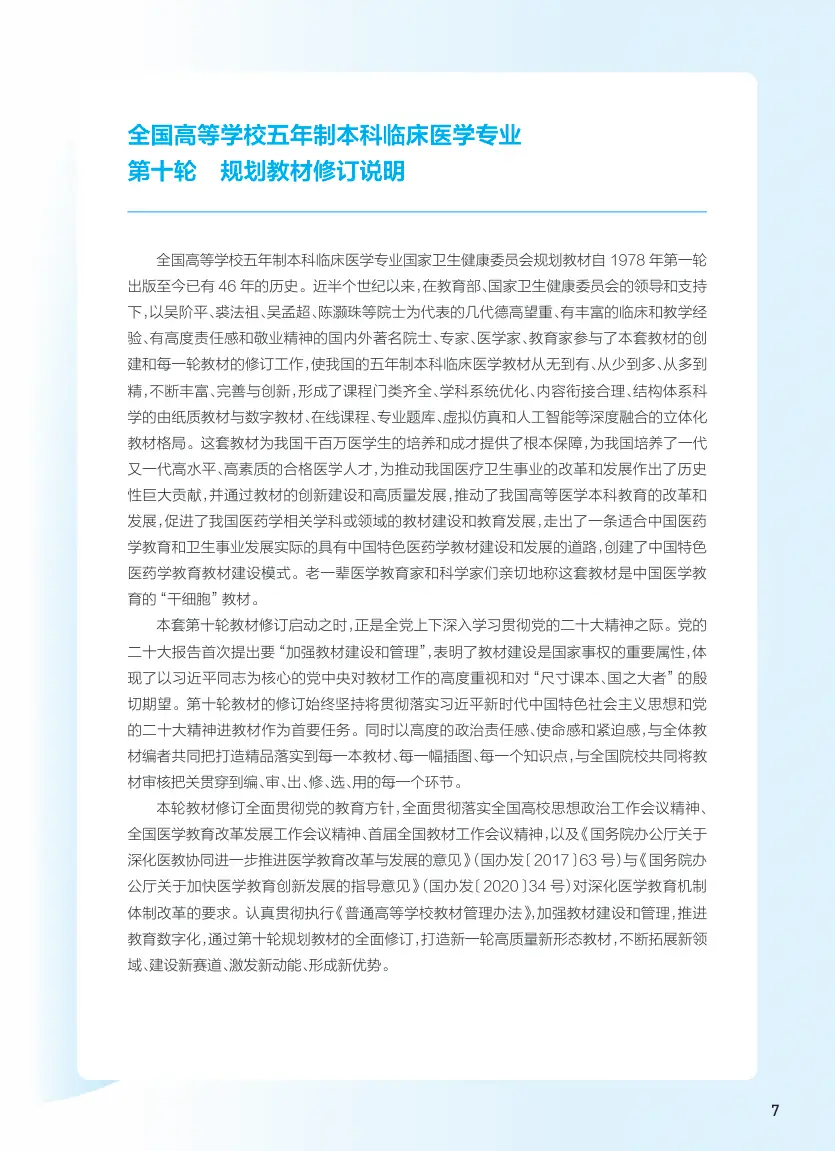 全国高等学校五年制本科临床医学专业
第十轮　规划教材修订说明
全国高等学校五年制本科临床医学专业国家卫生健康委员会规划教材自 1978 年第一轮
出版至今已有 46 年的历史。近半个世纪以来，在教育部、国家卫生健康委员会的领导和支持
下，以吴阶平、裘法祖、吴孟超、陈灏珠等院士为代表的几代德高望重、有丰富的临床和教学经
验、有高度责任感和敬业精神的国内外著名院士、专家、医学家、教育家参与了本套教材的创
建和每一轮教材的修订工作，使我国的五年制本科临床医学教材从无到有、从少到多、从多到
精，不断丰富、完善与创新，形成了课程门类齐全、学科系统优化、内容衔接合理、结构体系科
学的由纸质教材与数字教材、在线课程、专业题库、虚拟仿真和人工智能等深度融合的立体化
教材格局。这套教材为我国千百万医学生的培养和成才提供了根本保障，为我国培养了一代
又一代高水平、高素质的合格医学人才，为推动我国医疗卫生事业的改革和发展作出了历史
性巨大贡献，并通过教材的创新建设和高质量发展，推动了我国高等医学本科教育的改革和
发展，促进了我国医药学相关学科或领域的教材建设和教育发展，走出了一条适合中国医药
学教育和卫生事业发展实际的具有中国特色医药学教材建设和发展的道路，创建了中国特色
医药学教育教材建设模式。老一辈医学教育家和科学家们亲切地称这套教材是中国医学教
育的“干细胞”教材。
本套第十轮教材修订启动之时，正是全党上下深入学习贯彻党的二十大精神之际。党的
二十大报告首次提出要“加强教材建设和管理”，表明了教材建设是国家事权的重要属性，体
现了以习近平同志为核心的党中央对教材工作的高度重视和对“尺寸课本、国之大者”的殷
切期望。第十轮教材的修订始终坚持将贯彻落实习近平新时代中国特色社会主义思想和党
的二十大精神进教材作为首要任务。同时以高度的政治责任感、使命感和紧迫感，与全体教
材编者共同把打造精品落实到每一本教材、每一幅插图、每一个知识点，与全国院校共同将教
材审核把关贯穿到编、审、出、修、选、用的每一个环节。
本轮教材修订全面贯彻党的教育方针，全面贯彻落实全国高校思想政治工作会议精神、
全国医学教育改革发展工作会议精神、首届全国教材工作会议精神，以及《国务院办公厅关于
深化医教协同进一步推进医学教育改革与发展的意见》（国办发〔2017〕63 号）与《国务院办
公厅关于加快医学教育创新发展的指导意见》（国办发〔2020〕34 号）对深化医学教育机制
体制改革的要求。认真贯彻执行《普通高等学校教材管理办法》，加强教材建设和管理，推进
教育数字化，通过第十轮规划教材的全面修订，打造新一轮高质量新形态教材，不断拓展新领
域、建设新赛道、激发新动能、形成新优势。
7